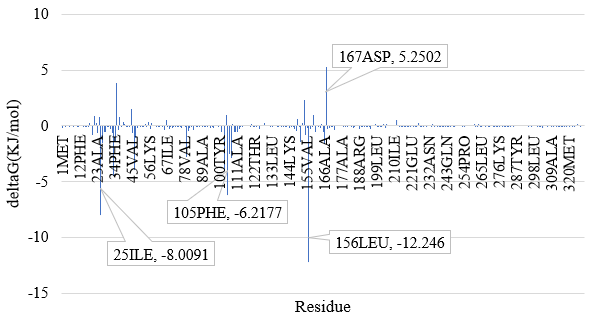 10
167ASP, 5.2502
5
0
1MET 12PHE 23ALA 34PHE 45VAL 56LYS 67ILE 78VAL 89ALA 100TYR 111ALA 122THR 133LEU 144LYS 155VAL 166ALA 177ALA 188ARG 199LEU 210ILE 221GLU 232ASN 243GLN 254PRO 265LEU 276LYS 287TYR 298LEU 309ALA 320MET
deltaG(KJ/mol)
-5
105PHE, -6.2177
-10
25ILE, -8.0091
156LEU, -12.246
-15
Residue